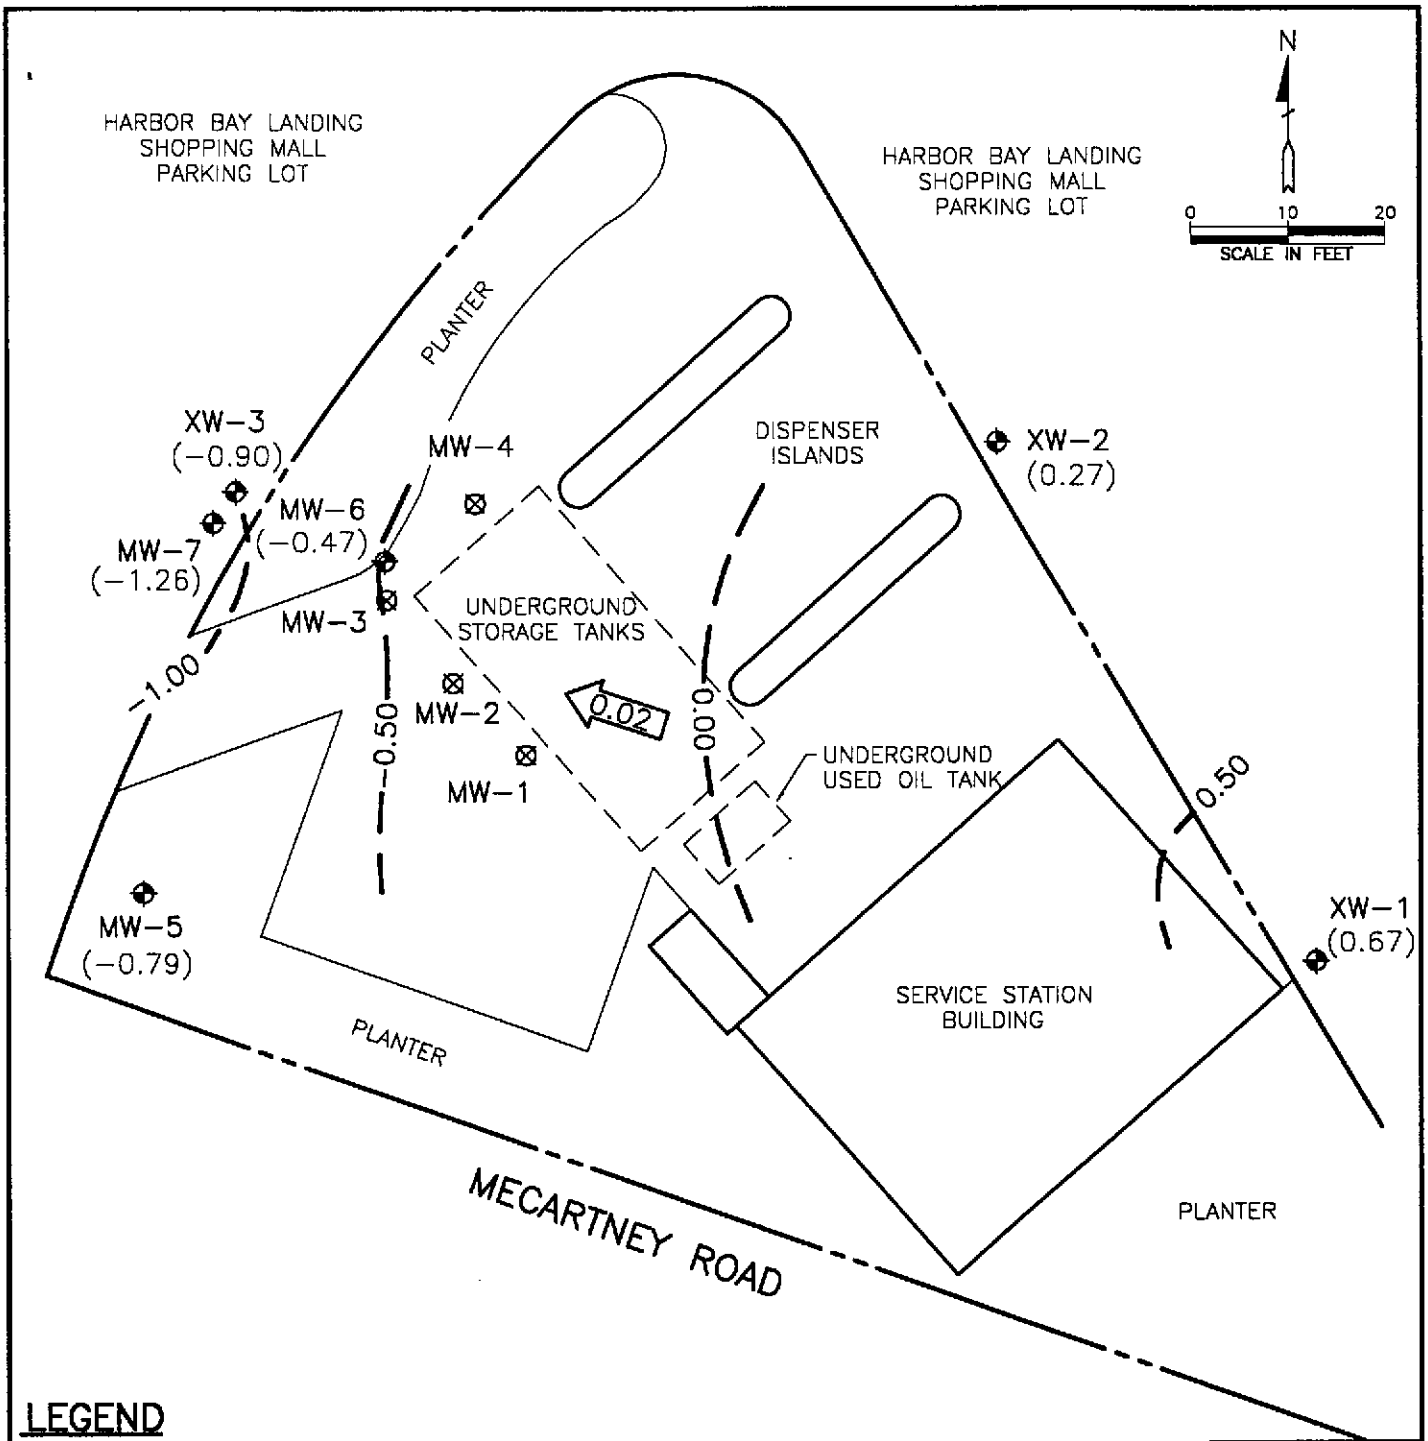 N
HARBOR BAY LANDING
SHOPPING MALL
PARKING LOT
HARBOR BAY LANDING
SHOPPING MALL
PARKING LOT
0 10 20
SCALE IN FEET
PLANTER
XW-3
(-0.90)
MW-4
DISPENSER
ISLANDS
XW-2
(0.27)
MW-6
(-0.47)
MW-7
(-1.26)
MW-3
UNDERGROUND
STORAGE TANKS
-1.00
-0.50
MW-2
0.02
0.00
MW-1
UNDERGROUND
USED OIL TANK
0.50
MW-5
(-0.79)
XW-1
(0.67)
SERVICE STATION
BUILDING
PLANTER
MECARTNEY ROAD
PLANTER
LEGEND